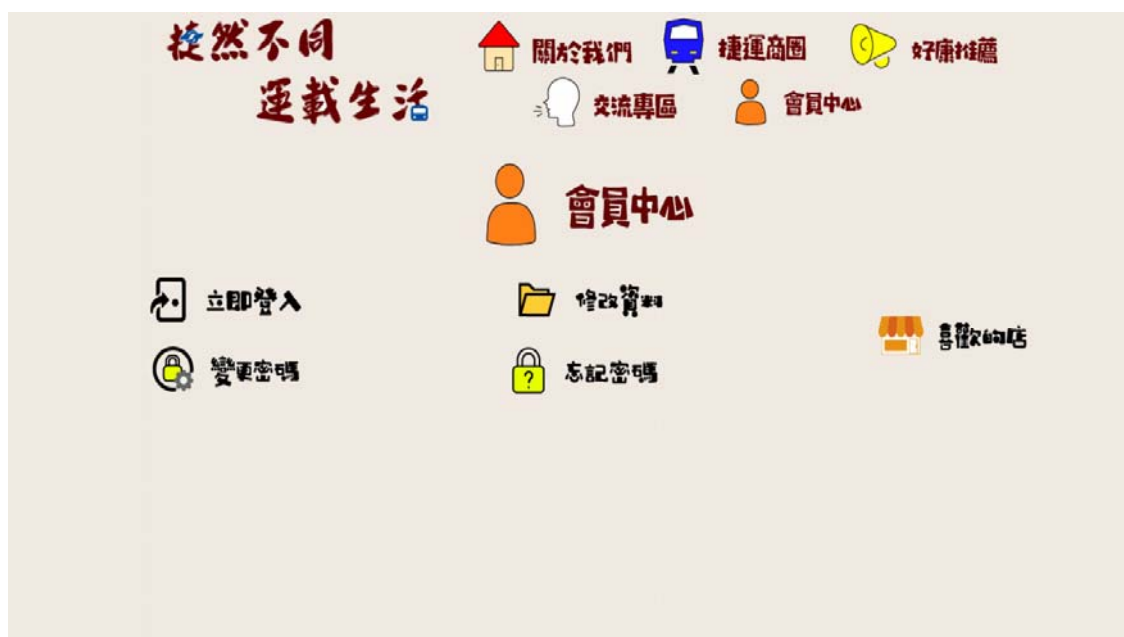 捷然不同
運載生活
關於我們 捷運商圈 好康推薦
交流專區 會員中心
會員中心
立即登入 修改資料
喜歡的店
變更密碼 忘記密碼